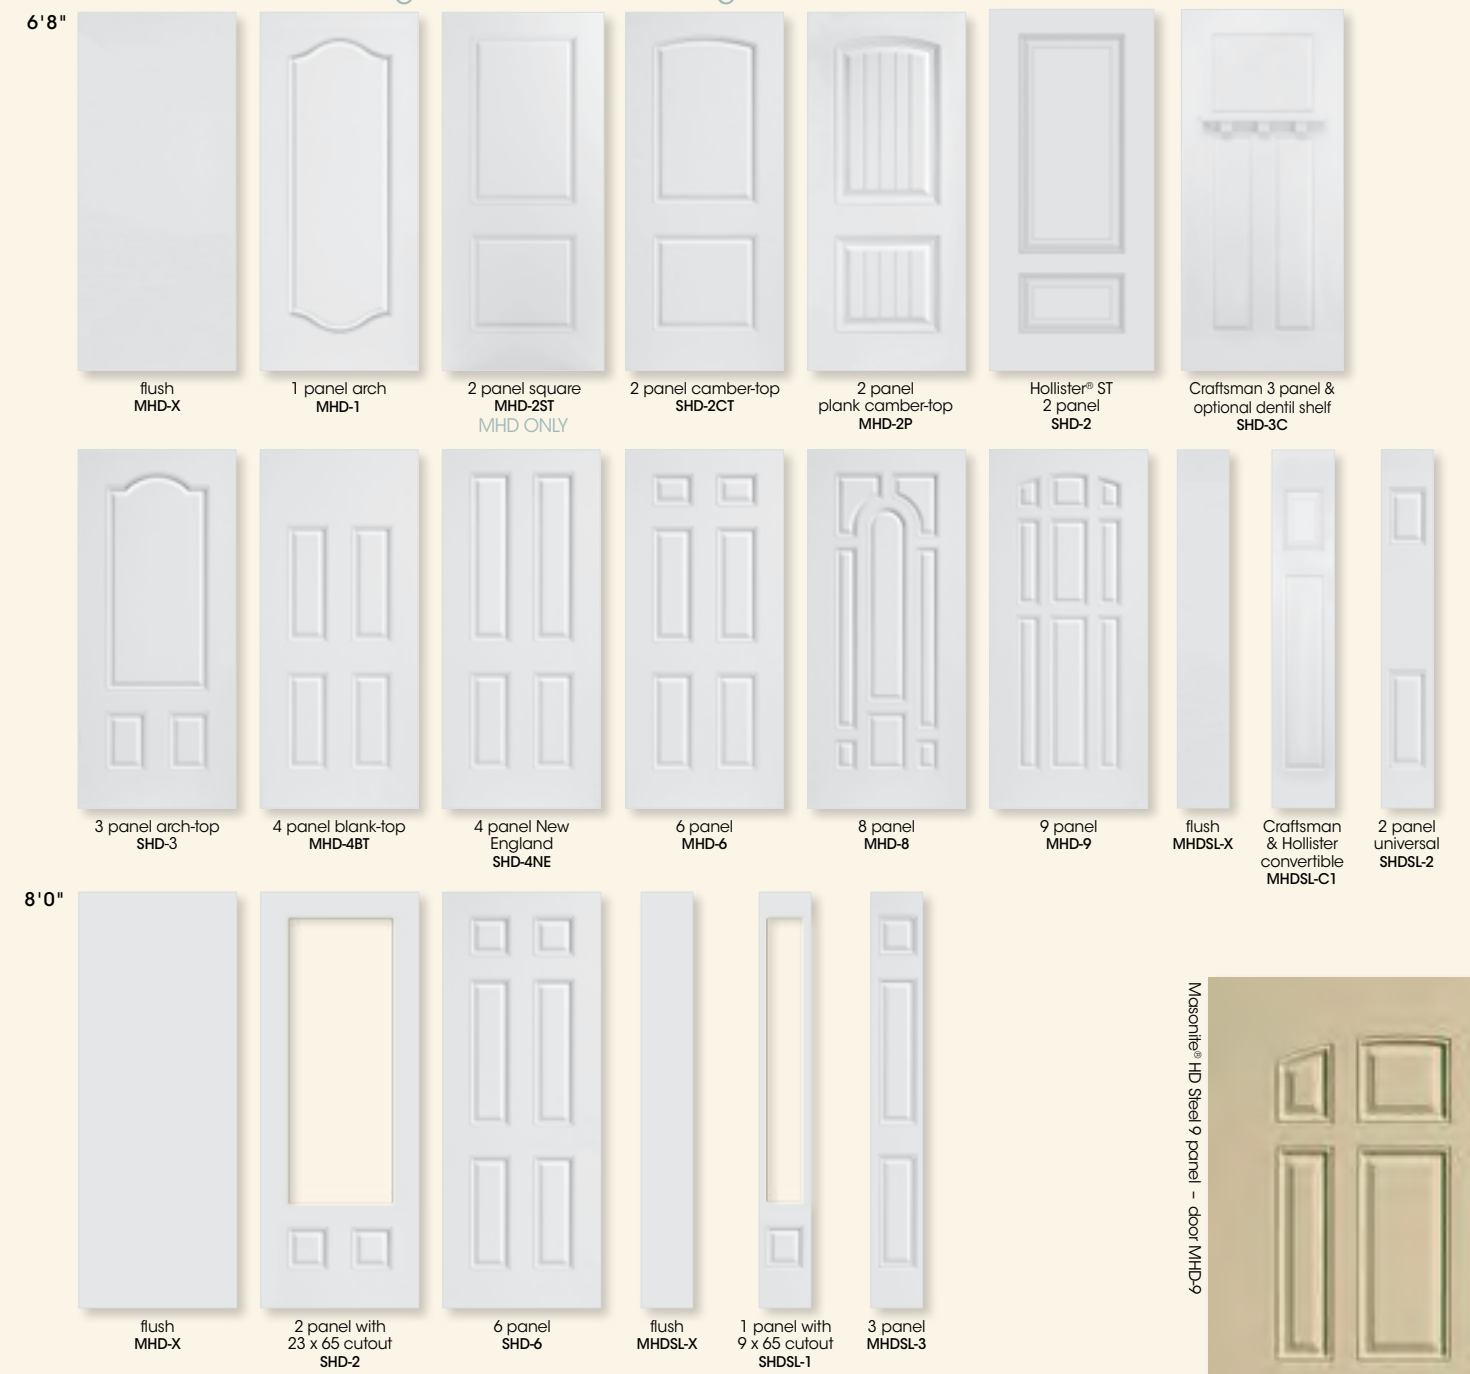 6'8"
flush
MHD-X
1 panel arch
MHD-1
2 panel square
MHD-2ST
MHD ONLY
2 panel camber-top
SHD-2CT
2 panel
plank camber-top
MHD-2P
Hollister® ST
2 panel
SHD-2
Craftsman 3 panel &
optional dentil shelf
SHD-3C
3 panel arch-top
SHD-3
4 panel blank-top
MHD-4BT
4 panel New
England
SHD-4NE
6 panel
MHD-6
8 panel
MHD-8
9 panel
MHD-9
flush
MHDSL-X
Craftsman
& Hollister
convertible
MHDSL-C1
2 panel
universal
SHDSL-2
8'0"
flush
MHD-X
2 panel with
23 x 65 cutout
SHD-2
6 panel
SHD-6
flush
MHDSL-X
1 panel with
9 x 65 cutout
SHDSL-1
3 panel
MHDSL-3
Masonite® HD Steel 9 panel – door MHD-9